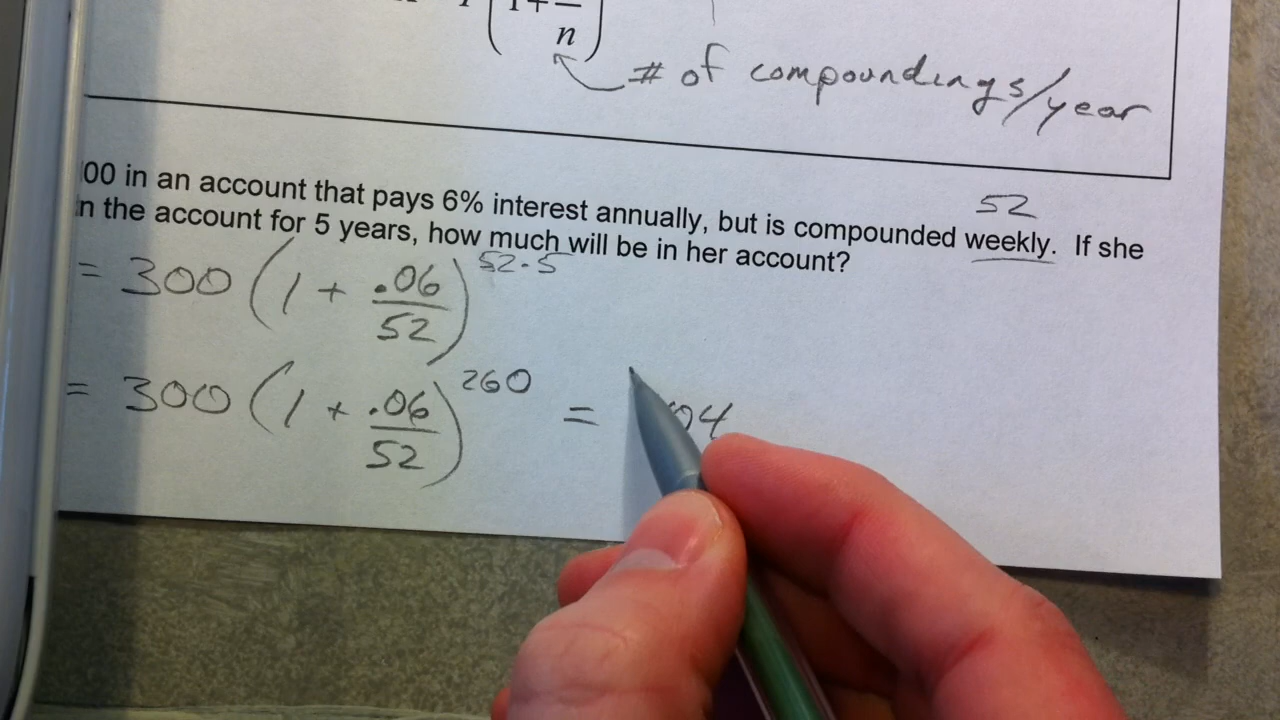 1+
n
# of compoundings/year
52
00 in an account that pays 6% interest annually, but is compounded weekly. If she
n the account for 5 years, how much will be in her account?
= 300 (1 + .06/52)^52·5
= 300 (1 + .06/52)^260 = 04